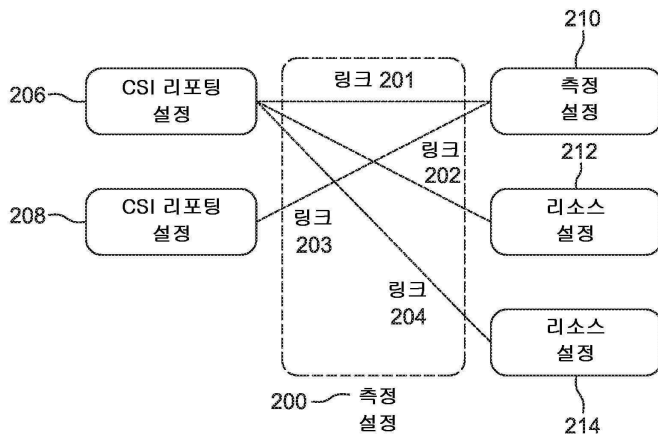 210
206
CSI 리포팅
설정
링크 201
측정
설정
링크
202
212
208
CSI 리포팅
설정
링크
203
리소스
설정
링크
204
리소스
설정
200
측정
설정
214